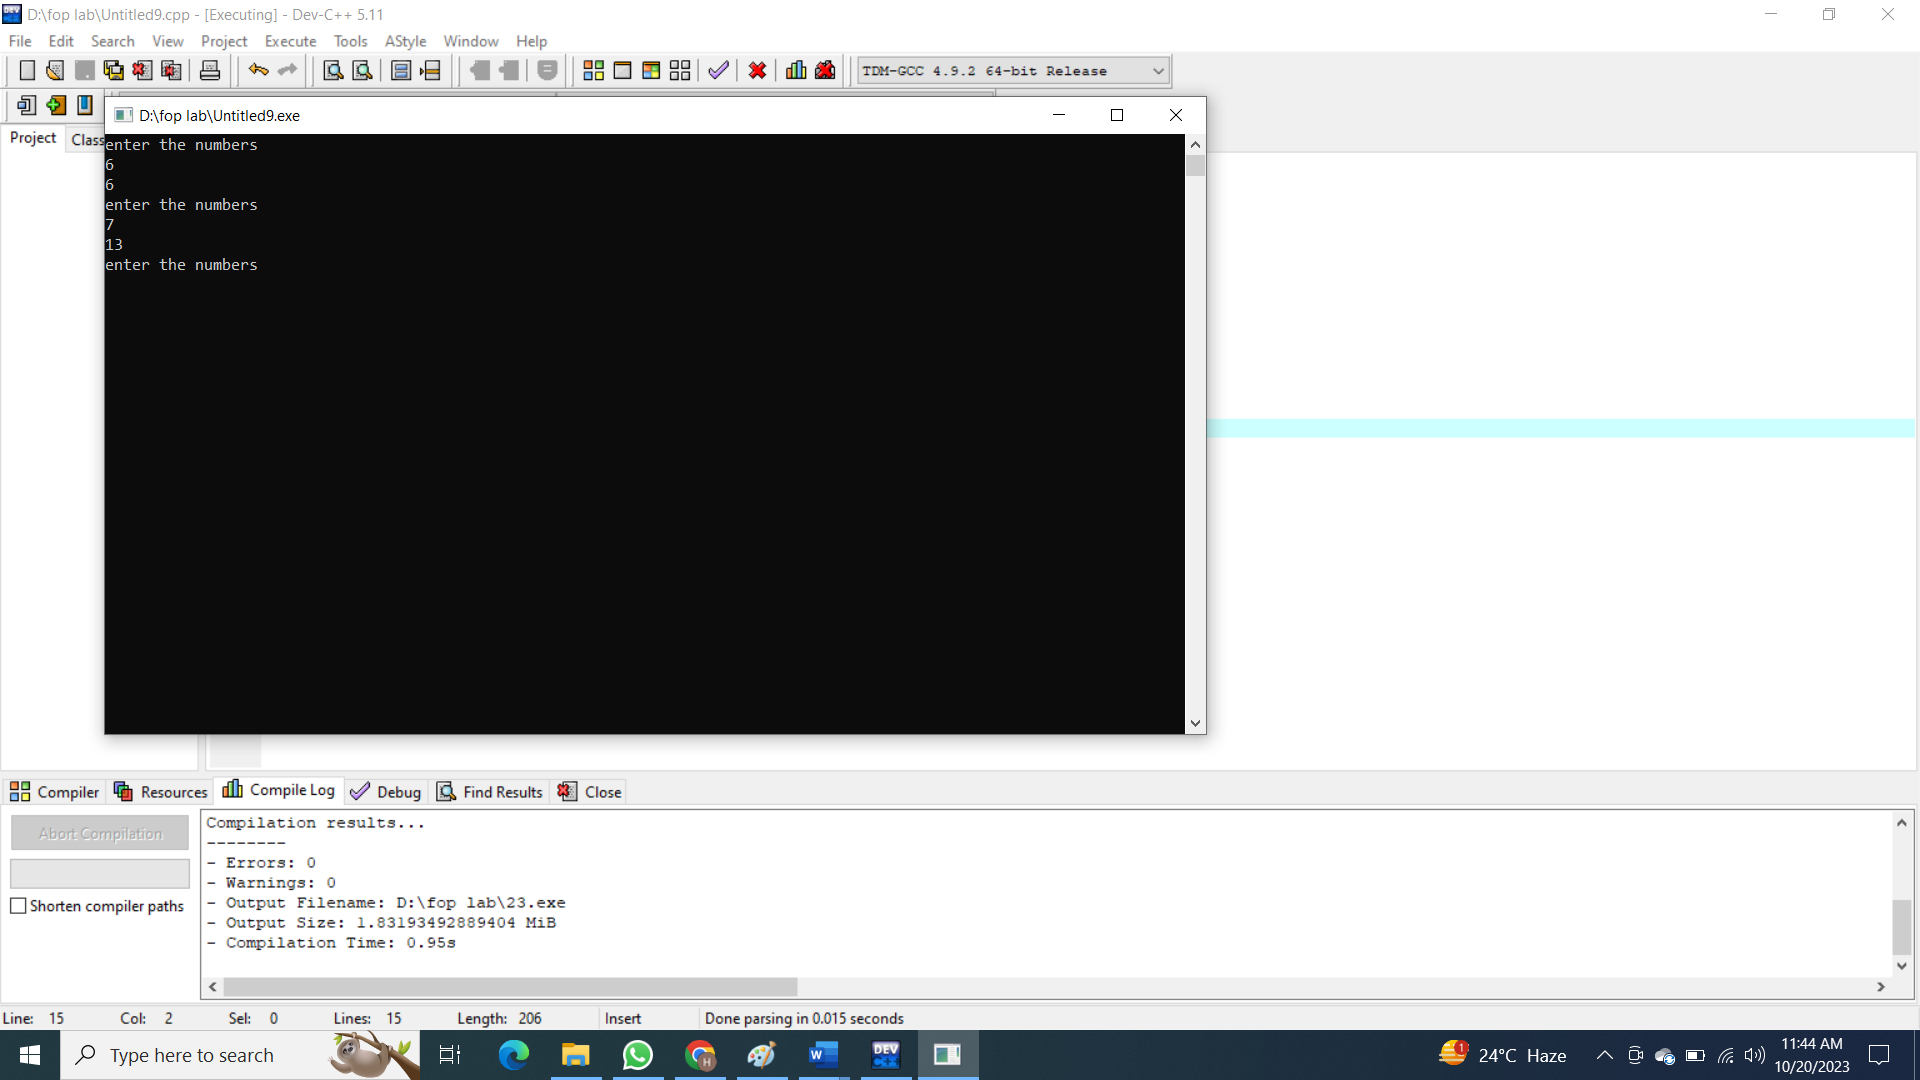 D:\fop lab\Untitled9.cpp - [Executing] - Dev-C++ 5.11
File Edit Search View Project Execute Tools AStyle Window Help
TDM-GCC 4.9.2 64-bit Release
D:\fop lab\Untitled9.exe
Project Class
enter the numbers
6
6
enter the numbers
7
13
enter the numbers
Compiler Resources Compile Log Debug Find Results Close
Abort Compilation
Shorten compiler paths
Compilation results...
--------
- Errors: 0
- Warnings: 0
- Output Filename: D:\fop lab\23.exe
- Output Size: 1.83193492889404 MiB
- Compilation Time: 0.95s
Line: 15 Col: 2 Sel: 0 Lines: 15 Length: 206 Insert Done parsing in 0.015 seconds
Type here to search
H
W
DEV
C++
1
24°C Haze
11:44 AM
10/20/2023